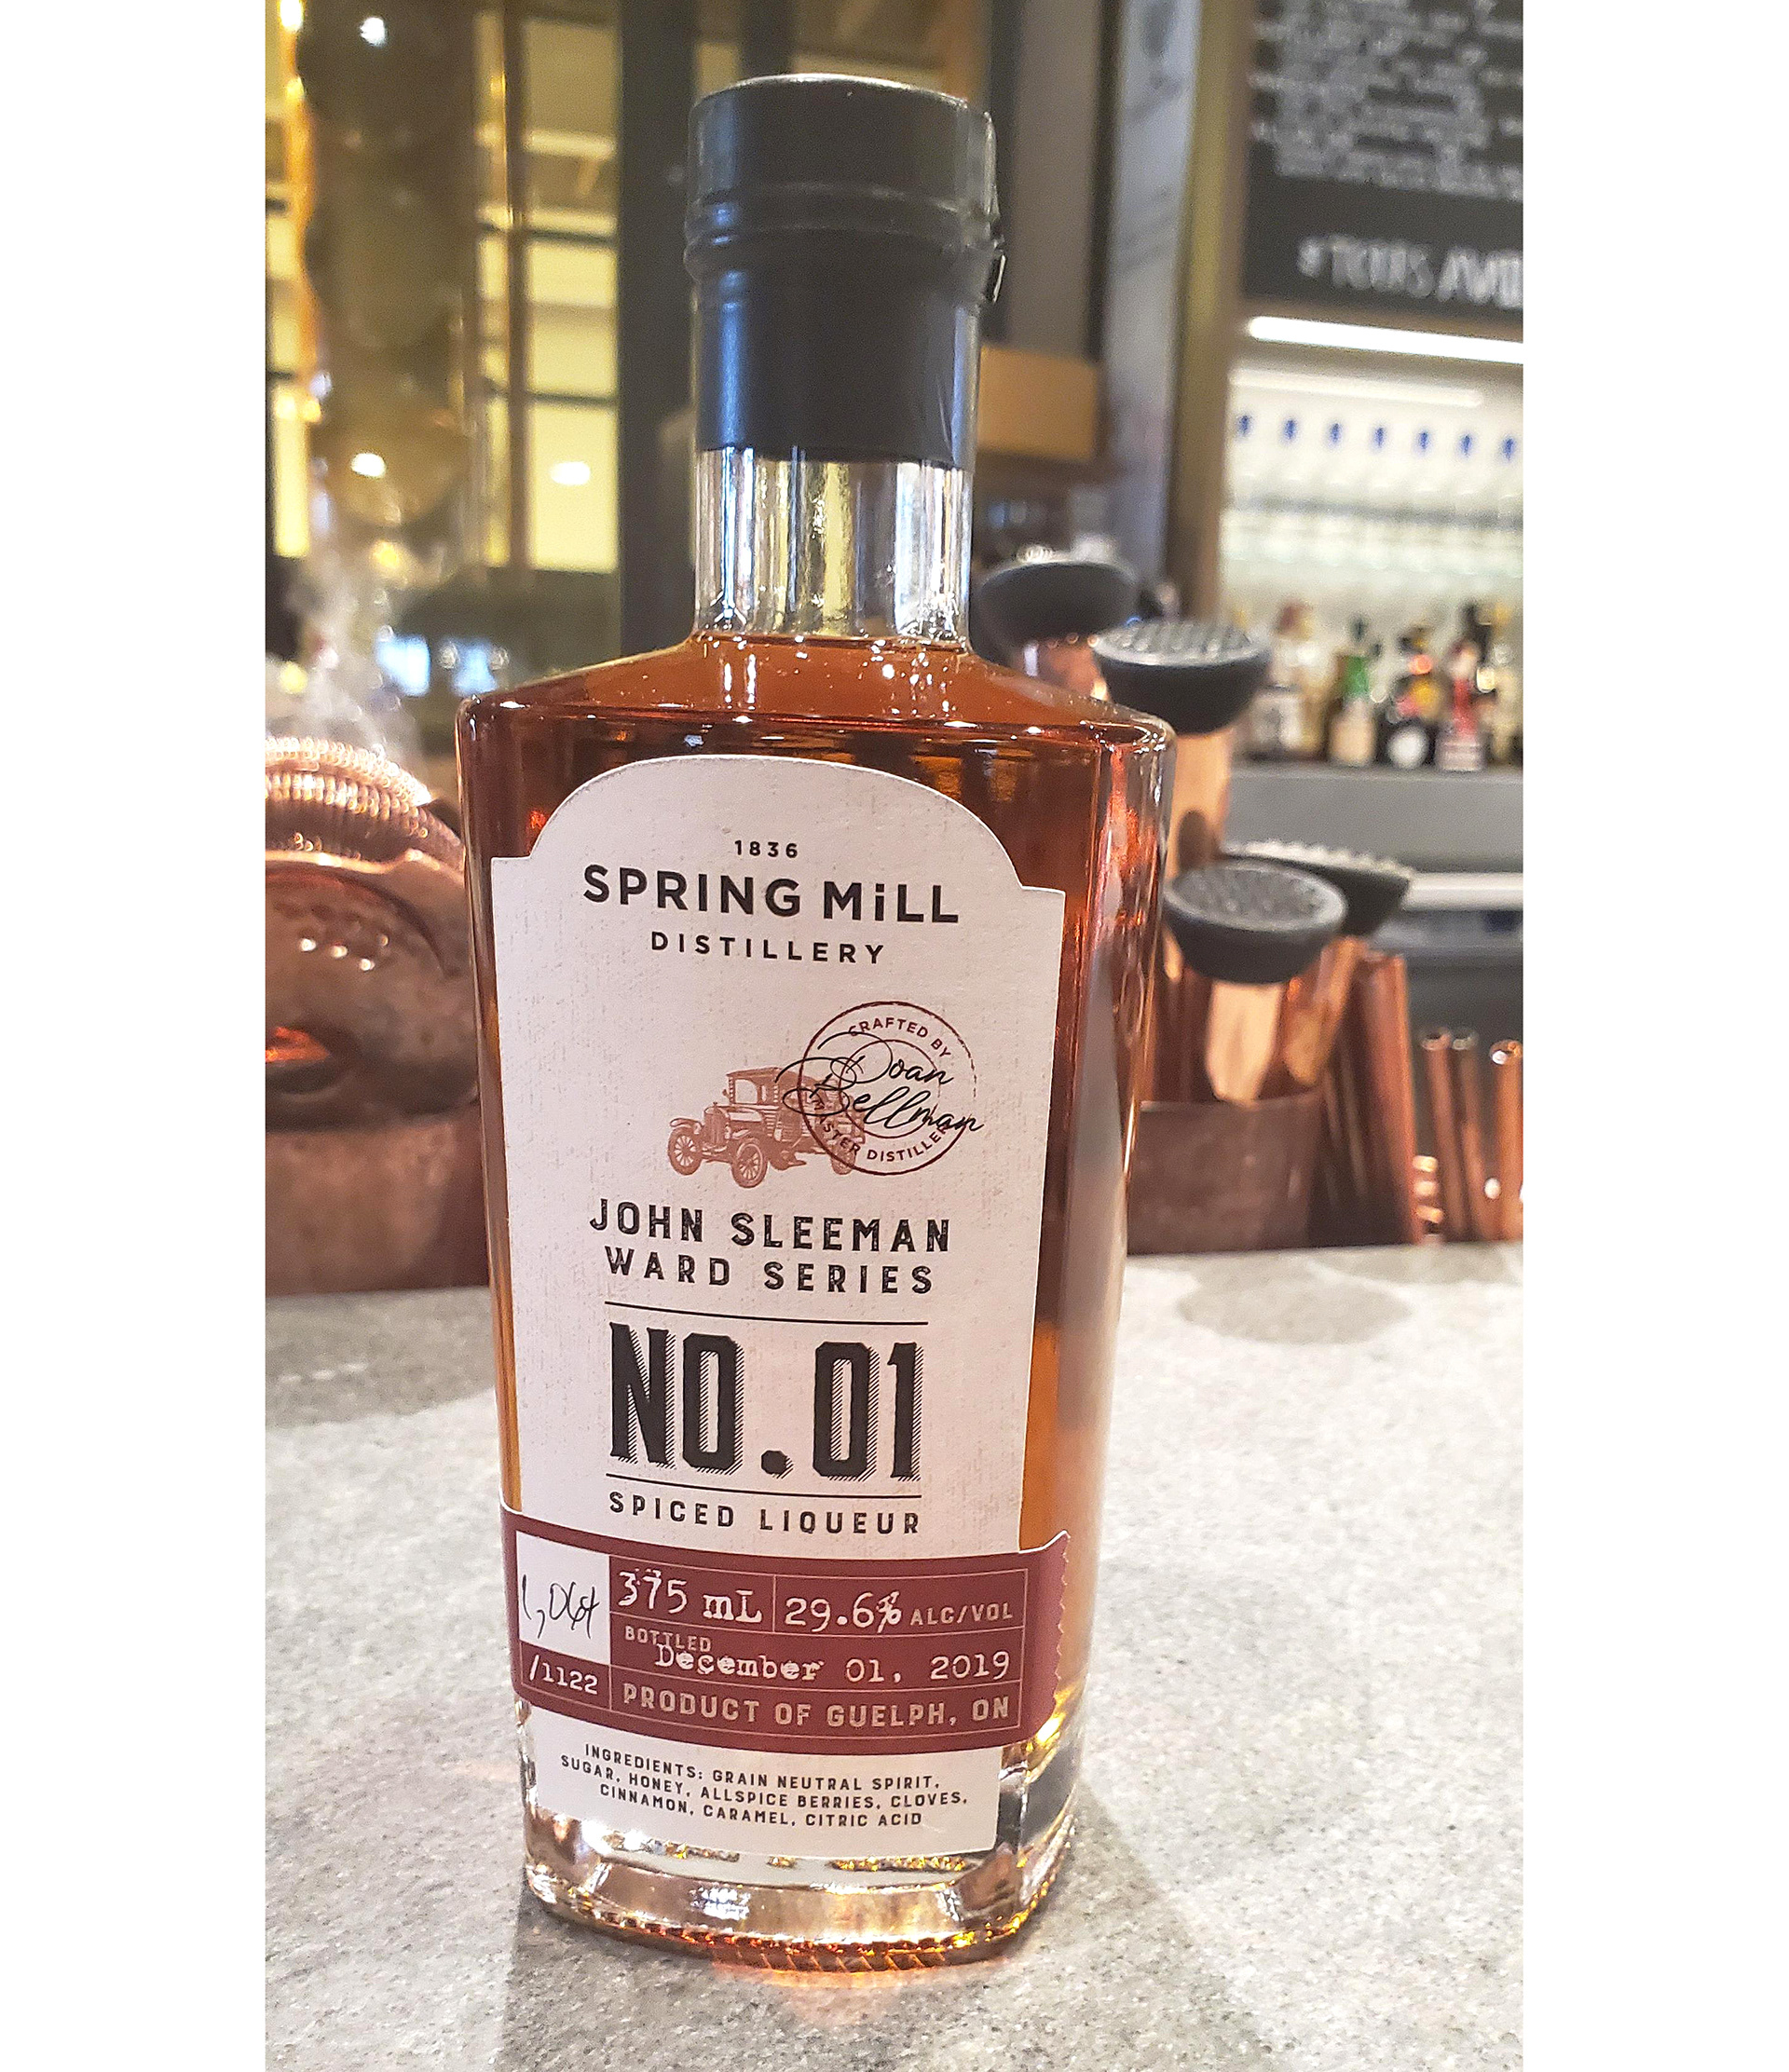 1836
SPRING MiLL
DISTILLERY
CRAFTED BY
Doan
Bellman
MASTER DISTILLER
JOHN SLEEMAN
WARD SERIES
NO.01
SPICED LIQUEUR
375 mL
29.6% ALC/VOL
BOTTLED
December 01, 2019
/1122
PRODUCT OF GUELPH, ON
INGREDIENTS: GRAIN NEUTRAL SPIRIT,
SUGAR, HONEY, ALLSPICE BERRIES, CLOVES,
CINNAMON, CARAMEL, CITRIC ACID